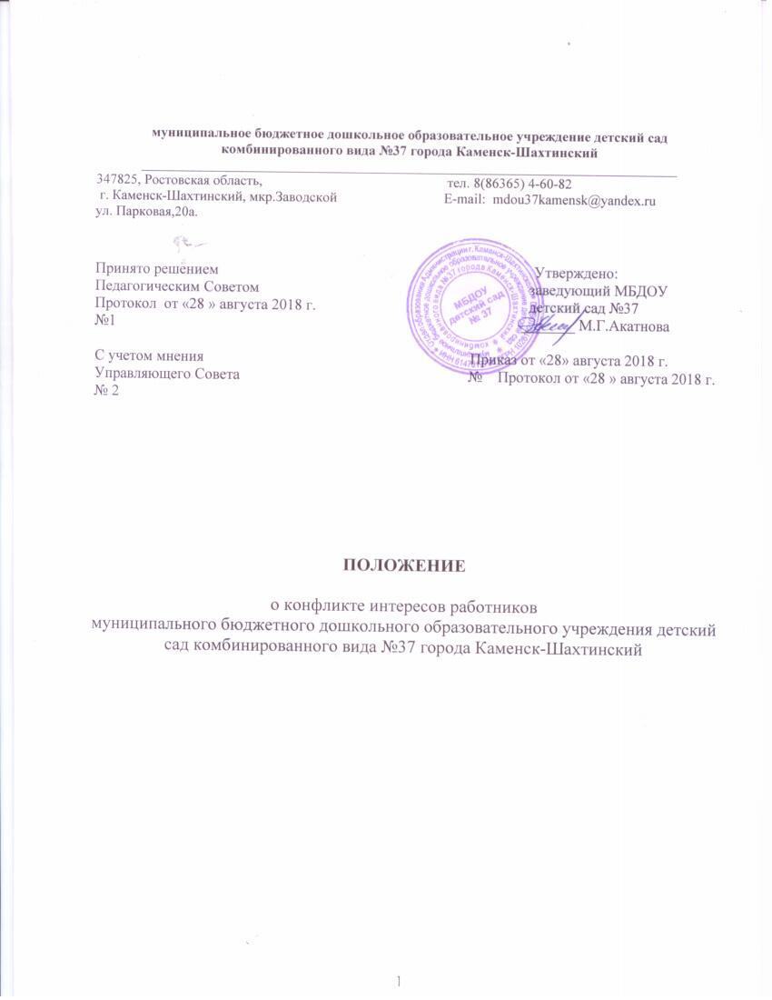 муниципальное бюджетное дошкольное образовательное учреждение детский сад
комбинированного вида №37 города Каменск-Шахтинский
347825, Ростовская область,
г. Каменск-Шахтинский, мкр.Заводской
ул. Парковая,20а.
тел. 8(86365) 4-60-82
E-mail: mdou37kamensk@yandex.ru
Принято решением
Педагогическим Советом
Протокол от «28 » августа 2018 г.
№1
С учетом мнения
Управляющего Совета
№ 2
Утверждено:
заведующий МБДОУ
детский сад №37
М.Г.Акатнова
Приказ от «28» августа 2018 г.
№ Протокол от «28 » августа 2018 г.
МБДОУ
детский сад
№ 37
ПОЛОЖЕНИЕ
о конфликте интересов работников
муниципального бюджетного дошкольного образовательного учреждения детский
сад комбинированного вида №37 города Каменск-Шахтинский
1